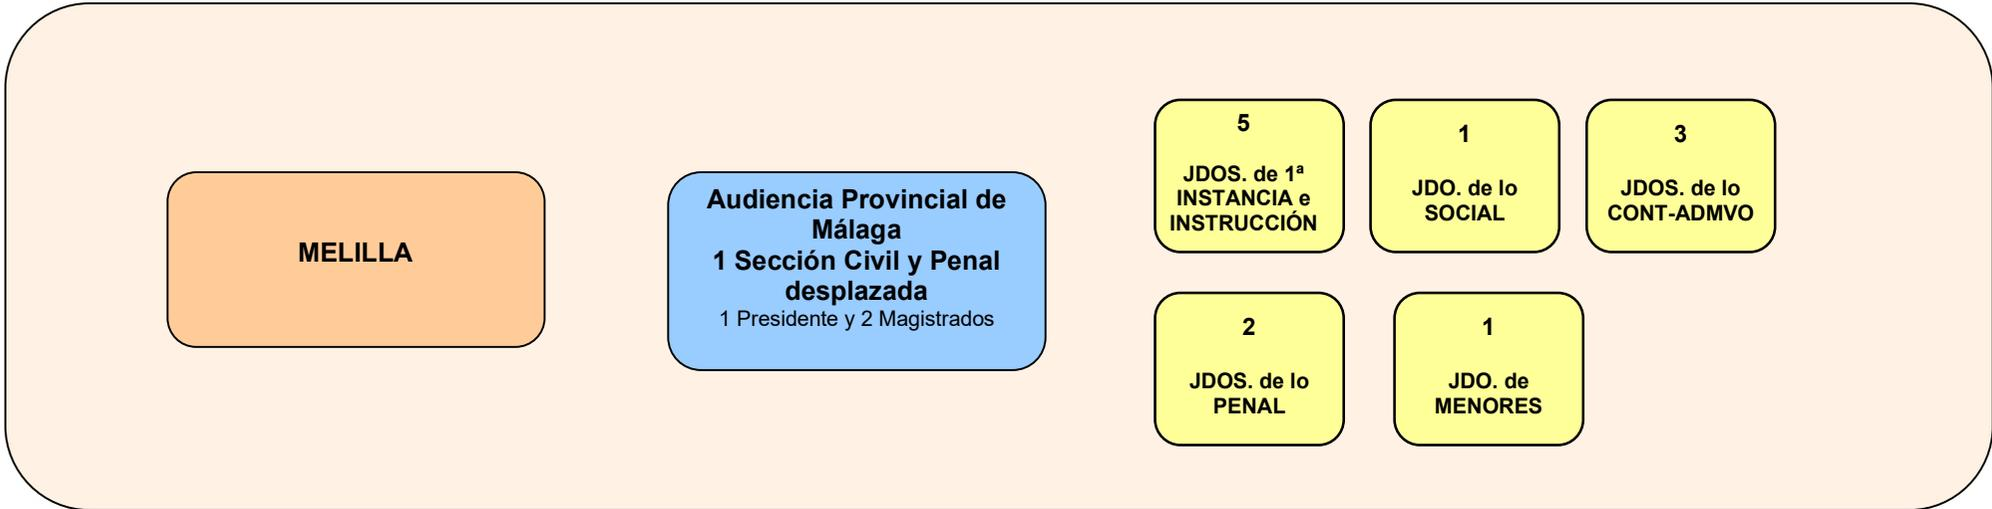 MELILLA
Audiencia Provincial de
Málaga
1 Sección Civil y Penal
desplazada
1 Presidente y 2 Magistrados
5
JDOS. de 1ª
INSTANCIA e
INSTRUCCIÓN
1
JDO. de lo
SOCIAL
3
JDOS. de lo
CONT-ADMVO
2
JDOS. de lo
PENAL
1
JDO. de
MENORES